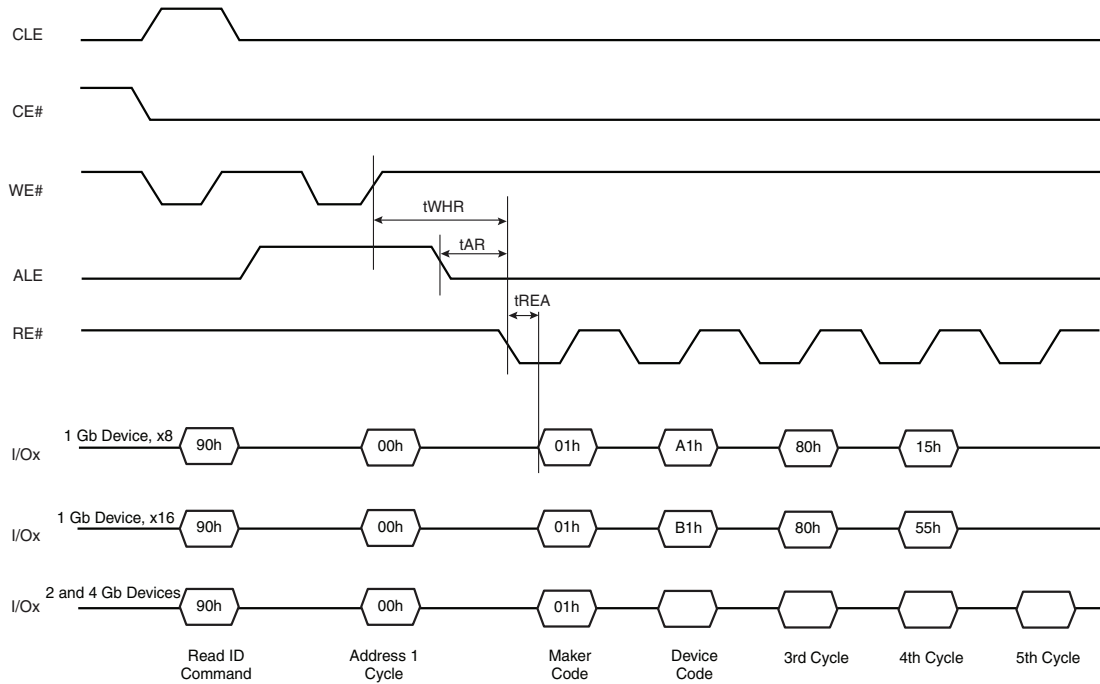 CLE
CE#
WE#
tWHR
tAR
ALE
tREA
RE#
1 Gb Device, x8
I/Ox
90h
00h
01h
A1h
80h
15h
1 Gb Device, x16
I/Ox
90h
00h
01h
B1h
80h
55h
2 and 4 Gb Devices
I/Ox
90h
00h
01h
Read ID
Command
Address 1
Cycle
Maker
Code
Device
Code
3rd Cycle
4th Cycle
5th Cycle